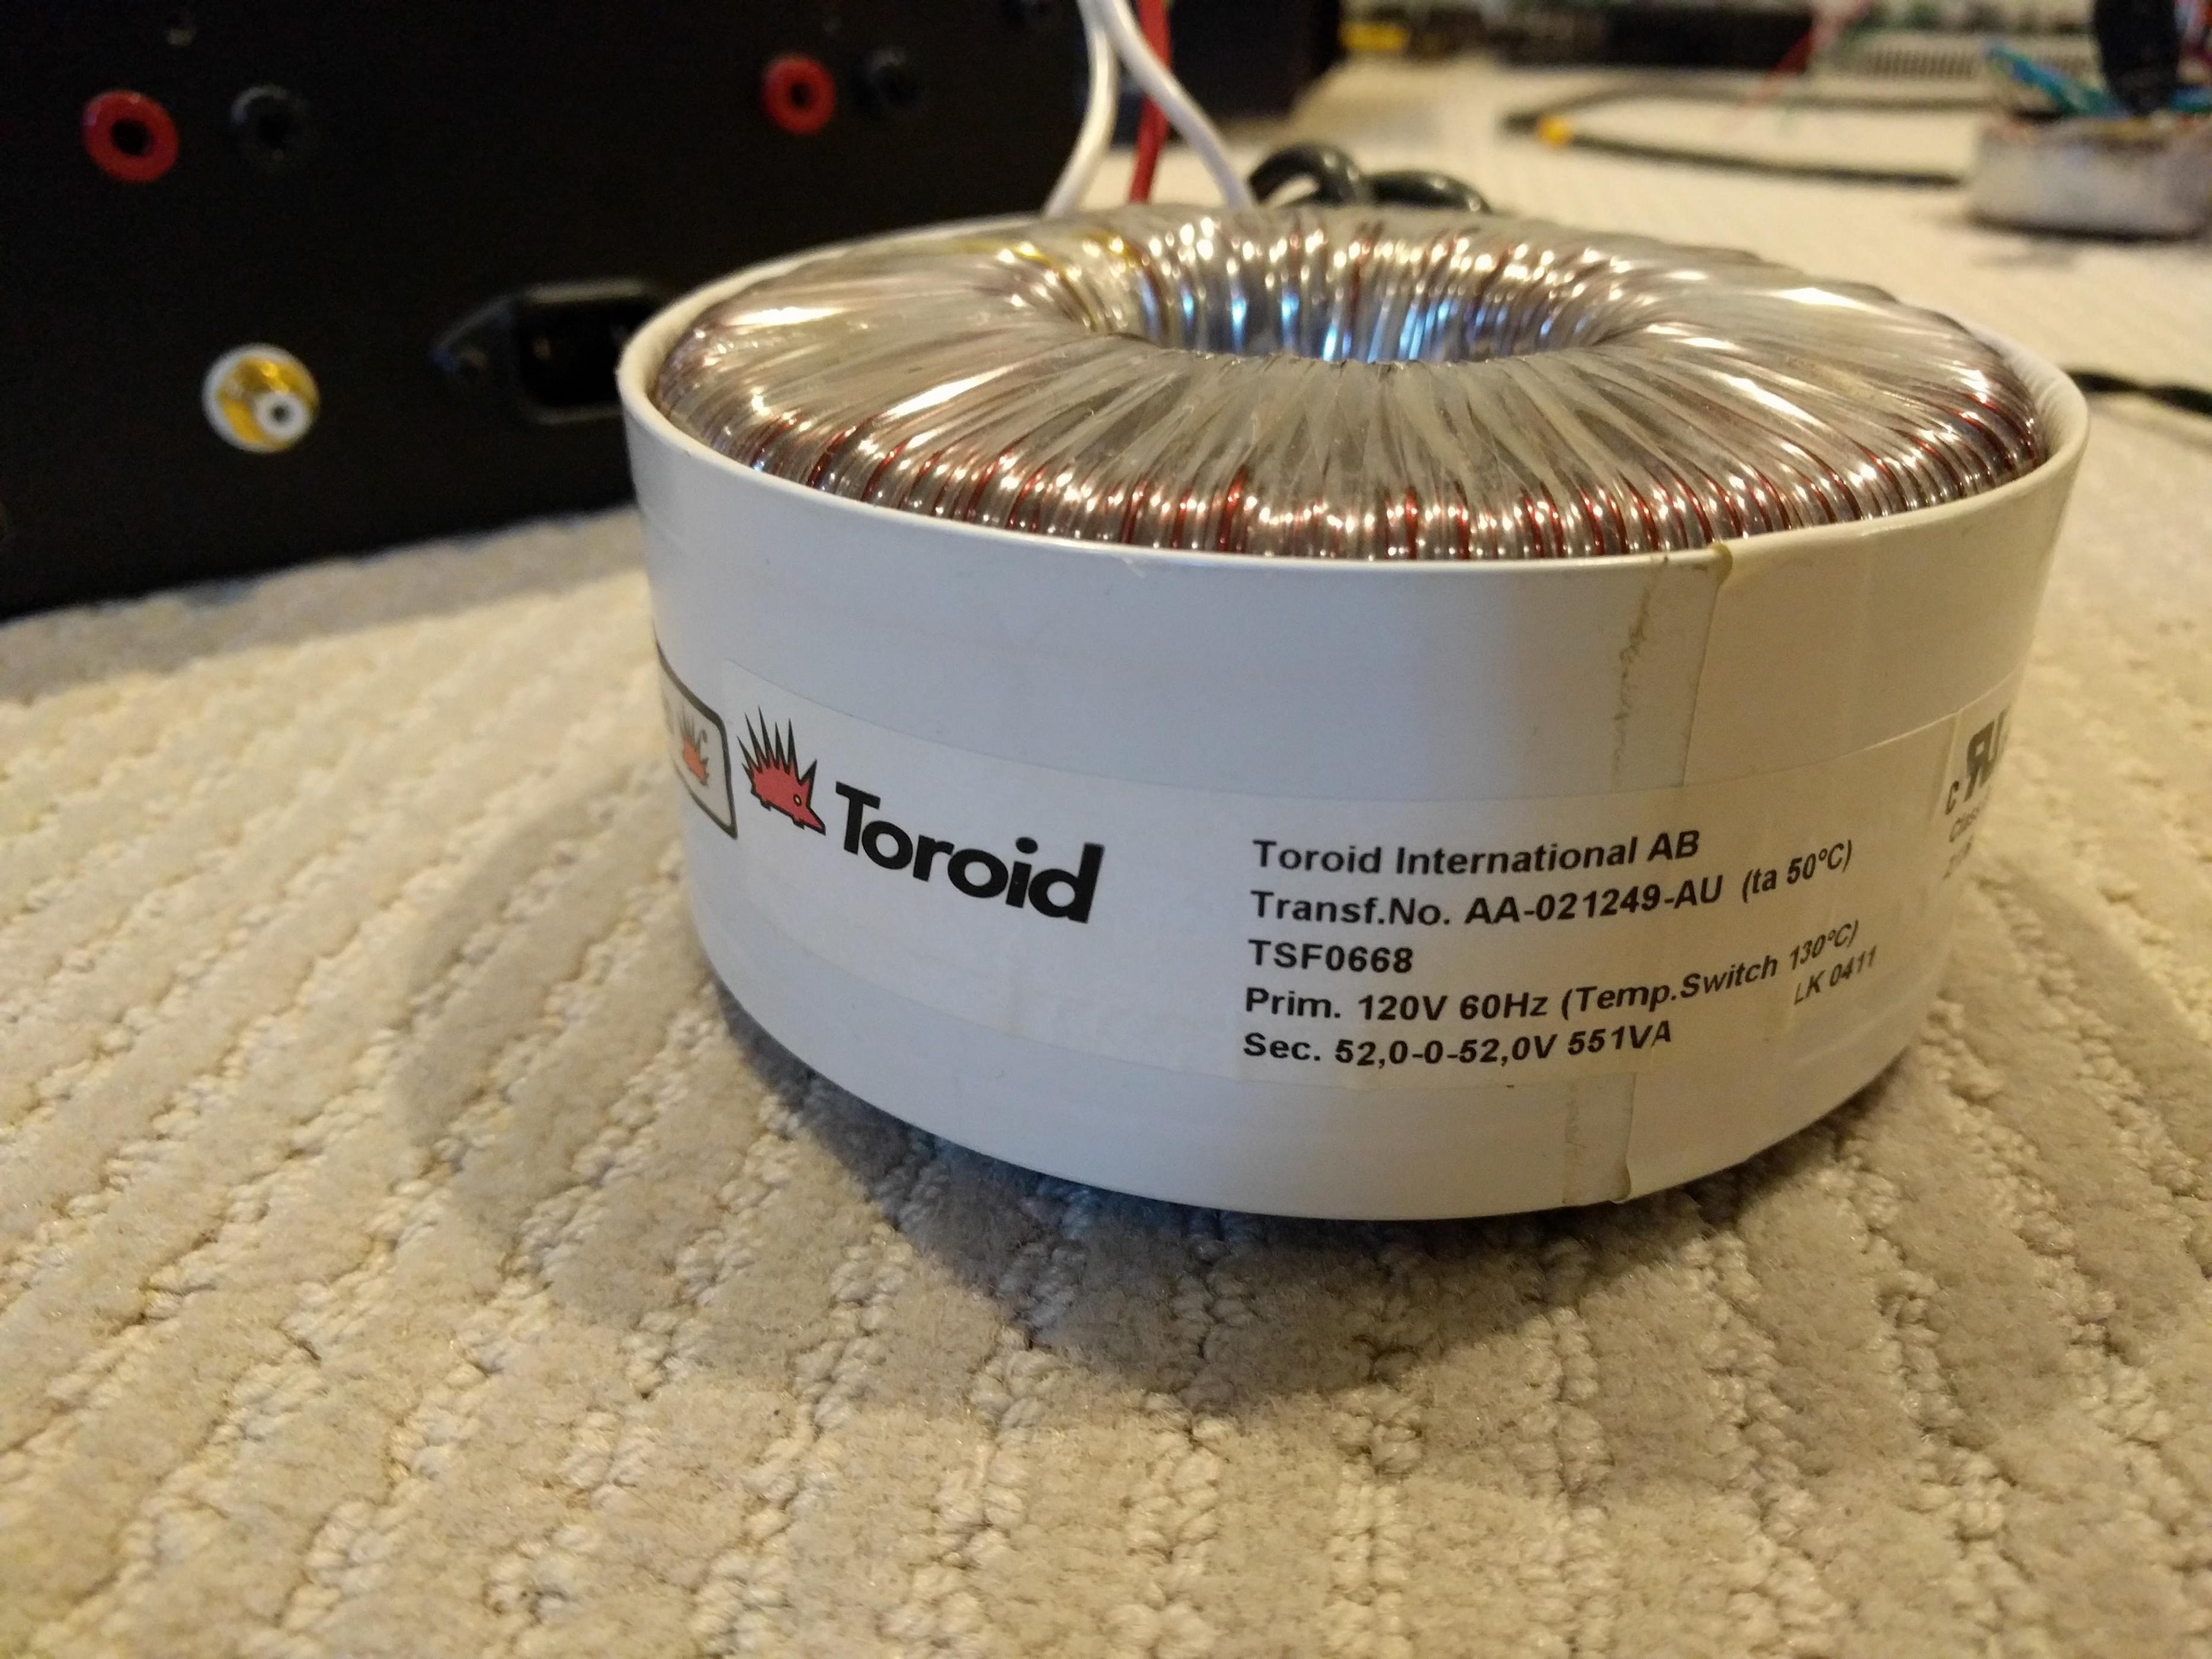 Toroid
Toroid International AB
Transf.No. AA-021249-AU (ta 50°C)
TSF0668
Prim. 120V 60Hz (Temp.Switch 130°C)
LK 0411
Sec. 52,0-0-52,0V 551VA